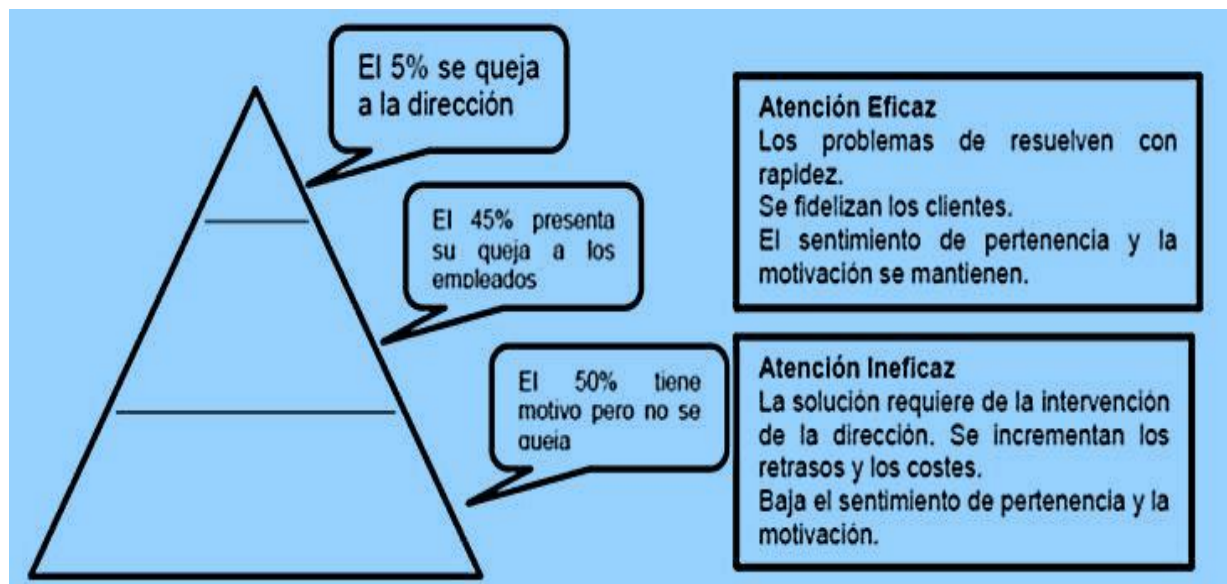 El 5% se queja
a la dirección
El 45% presenta
su queja a los
empleados
El 50% tiene
motivo pero no se
queja
Atención Eficaz
Los problemas de resuelven con
rapidez.
Se fidelizan los clientes.
El sentimiento de pertenencia y la
motivación se mantienen.
Atención Ineficaz
La solución requiere de la intervención
de la dirección. Se incrementan los
retrasos y los costes.
Baja el sentimiento de pertenencia y la
motivación.